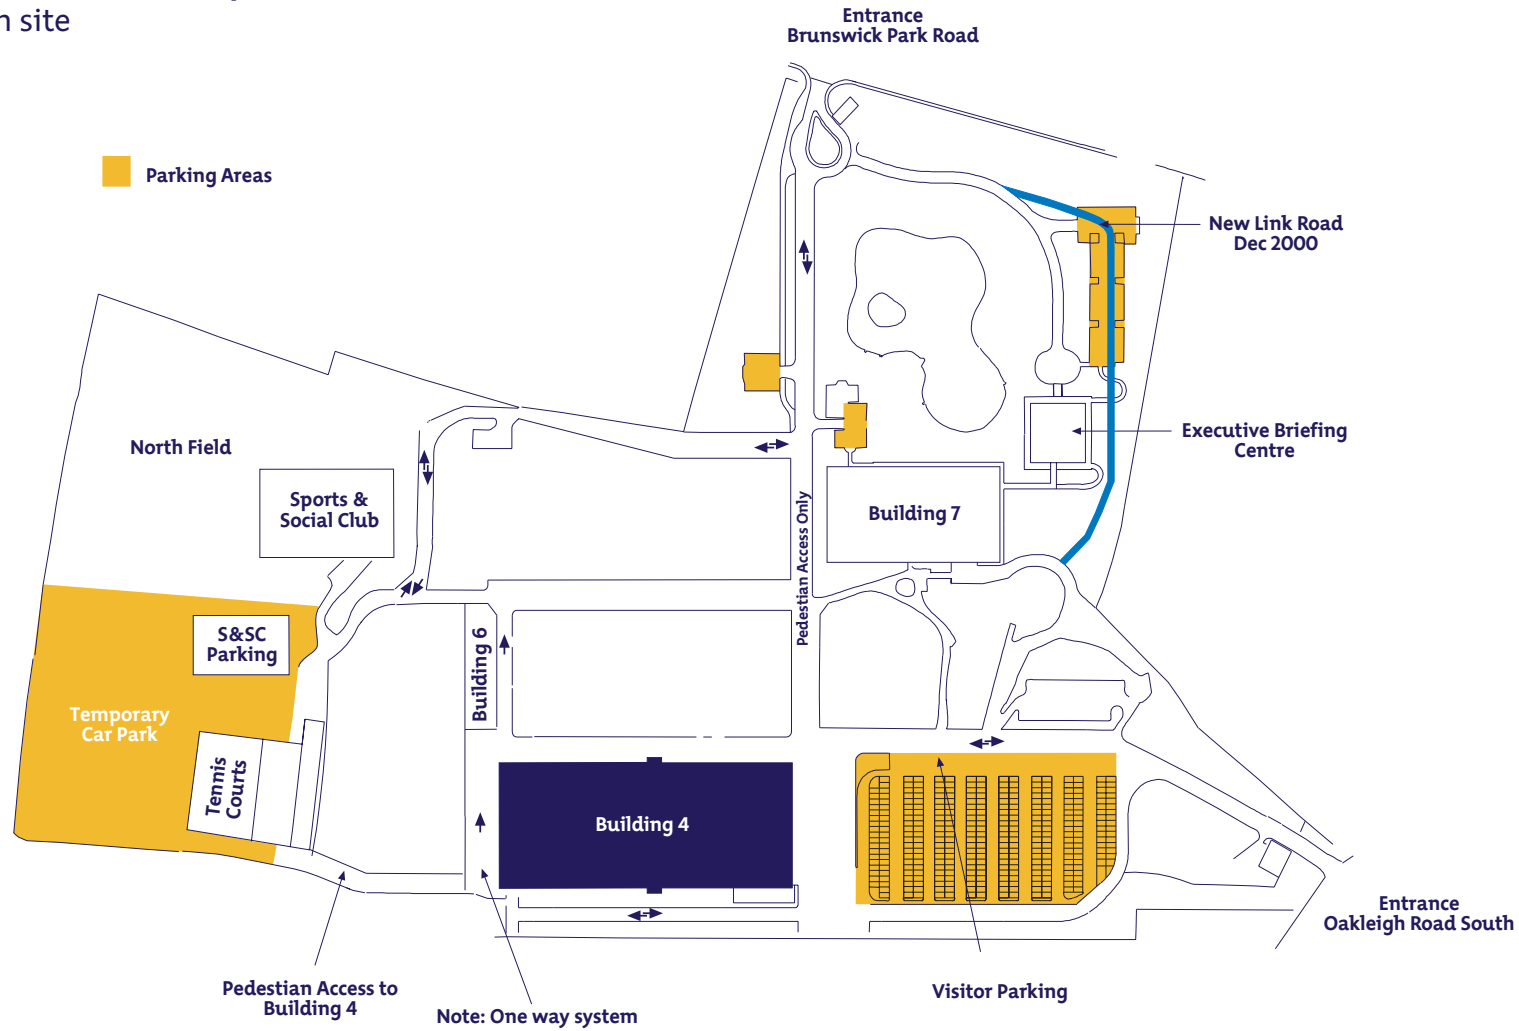 n site
Entrance
Brunswick Park Road
Parking Areas
New Link Road
Dec 2000
North Field
Executive Briefing
Centre
Sports &
Social Club
Pedestrian Access Only
Building 7
S&SC
Parking
Building 6
Temporary
Car Park
Tennis
Courts
Building 4
Entrance
Oakleigh Road South
Pedestian Access to
Building 4
Visitor Parking
Note: One way system